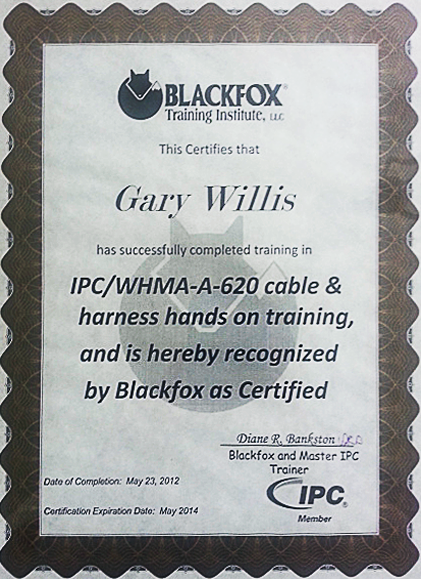 BLACKFOX®
Training Institute, LLC
This Certifies that
Gary Willis
has successfully completed training in
IPC/WHMA-A-620 cable &
harness hands on training,
and is hereby recognized
by Blackfox as Certified
Diane R. Bankston
Blackfox and Master IPC
Trainer
Date of Completion: May 23, 2012
IPC®
Certification Expiration Date: May 2014
Member